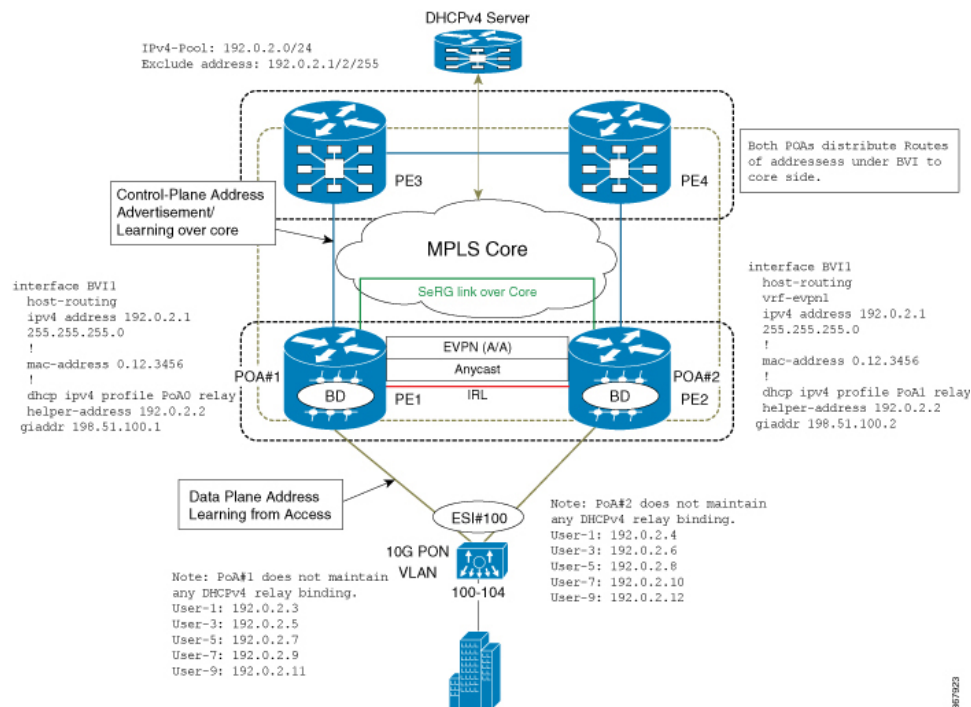 DHCPv4 Server
IPv4-Pool: 192.0.2.0/24
Exclude address: 192.0.2.1/2/255
PE3
PE4
Both POAs distribute Routes
of addressess under BVI to
core side.
Control-Plane Address
Advertisement/
Learning over core
MPLS Core
SeRG link over Core
interface BVI1
host-routing
ipv4 address 192.0.2.1
255.255.255.0
!
mac-address 0.12.3456
!
dhcp ipv4 profile PoA0 relay
helper-address 192.0.2.2
giaddr 198.51.100.1
interface BVI1
host-routing
vrf-evpn1
ipv4 address 192.0.2.1
255.255.255.0
!
mac-address 0.12.3456
!
dhcp ipv4 profile PoA1 relay
helper-address 192.0.2.2
giaddr 198.51.100.2
EVPN (A/A)
Anycast
IRL
POA#1
BD
PE1
POA#2
BD
PE2
Data Plane Address
Learning from Access
ESI#100
10G PON
VLAN
100-104
Note: PoA#1 does not maintain
any DHCPv4 relay binding.
User-1: 192.0.2.3
User-3: 192.0.2.5
User-5: 192.0.2.7
User-7: 192.0.2.9
User-9: 192.0.2.11
Note: PoA#2 does not maintain
any DHCPv4 relay binding.
User-1: 192.0.2.4
User-3: 192.0.2.6
User-5: 192.0.2.8
User-7: 192.0.2.10
User-9: 192.0.2.12